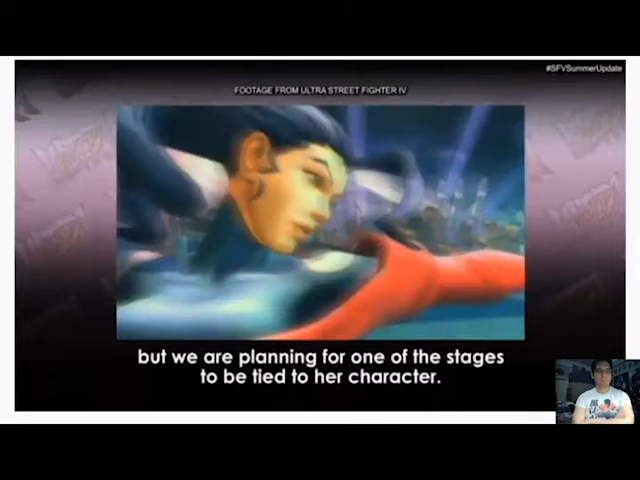 #SFVSummerUpdate
FOOTAGE FROM ULTRA STREET FIGHTER IV
but we are planning for one of the stages
to be tied to her character.